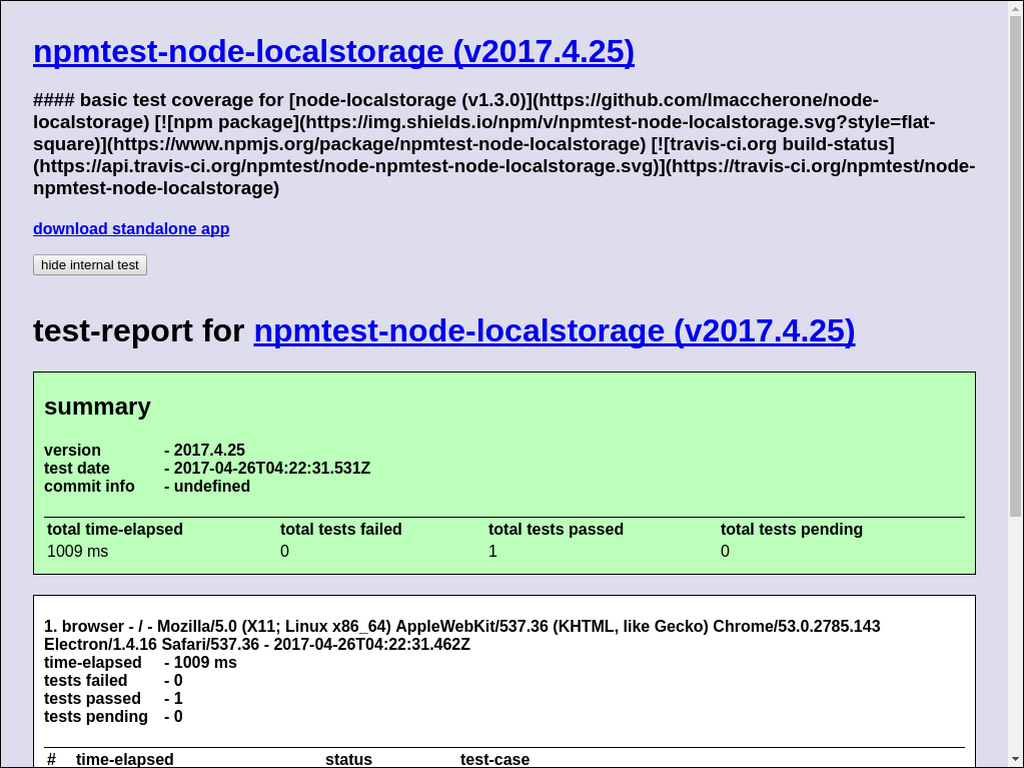 npmtest-node-localstorage (v2017.4.25)
#### basic test coverage for [node-localstorage (v1.3.0)](https://github.com/lmaccherone/node-
localstorage) [![npm package](https://img.shields.io/npm/v/npmtest-node-localstorage.svg?style=flat-
square)](https://www.npmjs.org/package/npmtest-node-localstorage) [![travis-ci.org build-status]
(https://api.travis-ci.org/npmtest/node-npmtest-node-localstorage.svg)](https://travis-ci.org/npmtest/node-
npmtest-node-localstorage)
download standalone app
hide internal test
test-report for npmtest-node-localstorage (v2017.4.25)
summary
version - 2017.4.25
test date - 2017-04-26T04:22:31.531Z
commit info - undefined
total time-elapsed total tests failed total tests passed total tests pending
1009 ms 0 1 0
1. browser - / - Mozilla/5.0 (X11; Linux x86_64) AppleWebKit/537.36 (KHTML, like Gecko) Chrome/53.0.2785.143
Electron/1.4.16 Safari/537.36 - 2017-04-26T04:22:31.462Z
time-elapsed - 1009 ms
tests failed - 0
tests passed - 1
tests pending - 0
# time-elapsed status test-case